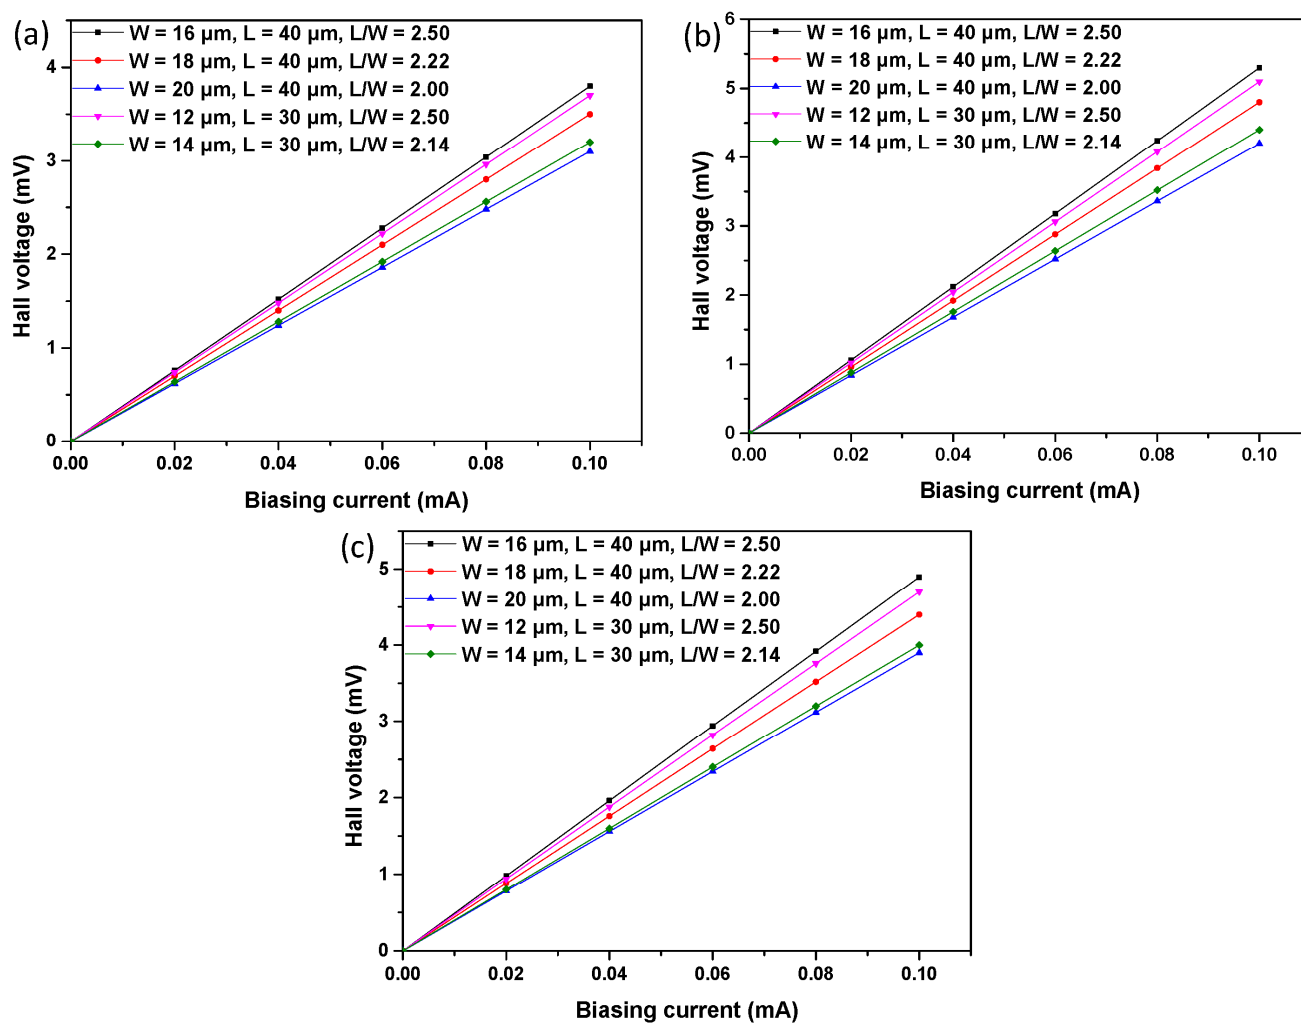 (a)
W = 16 µm, L = 40 µm, L/W = 2.50
W = 18 µm, L = 40 µm, L/W = 2.22
W = 20 µm, L = 40 µm, L/W = 2.00
W = 12 µm, L = 30 µm, L/W = 2.50
W = 14 µm, L = 30 µm, L/W = 2.14
4
3
2
1
0
Hall voltage (mV)
0.00 0.02 0.04 0.06 0.08 0.10
Biasing current (mA)
(b)
W = 16 µm, L = 40 µm, L/W = 2.50
W = 18 µm, L = 40 µm, L/W = 2.22
W = 20 µm, L = 40 µm, L/W = 2.00
W = 12 µm, L = 30 µm, L/W = 2.50
W = 14 µm, L = 30 µm, L/W = 2.14
6
5
4
3
2
1
0
Hall voltage (mV)
0.00 0.02 0.04 0.06 0.08 0.10
Biasing current (mA)
(c)
W = 16 µm, L = 40 µm, L/W = 2.50
W = 18 µm, L = 40 µm, L/W = 2.22
W = 20 µm, L = 40 µm, L/W = 2.00
W = 12 µm, L = 30 µm, L/W = 2.50
W = 14 µm, L = 30 µm, L/W = 2.14
5
4
3
2
1
0
Hall voltage (mV)
0.00 0.02 0.04 0.06 0.08 0.10
Biasing current (mA)